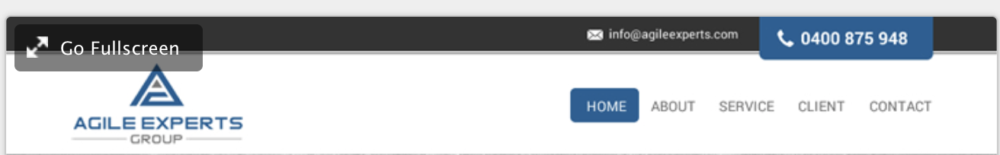 Go Fullscreen
info@agileexperts.com
0400 875 948
AGILE EXPERTS
GROUP
HOME ABOUT SERVICE CLIENT CONTACT